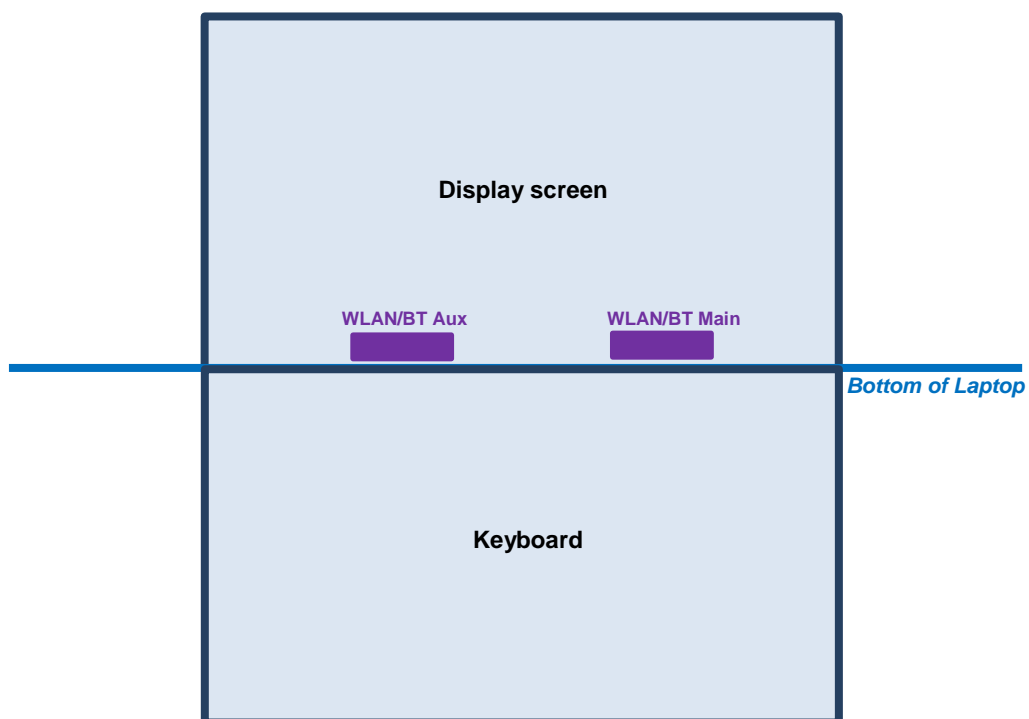 Display screen
WLAN/BT Aux
WLAN/BT Main
Bottom of Laptop
Keyboard